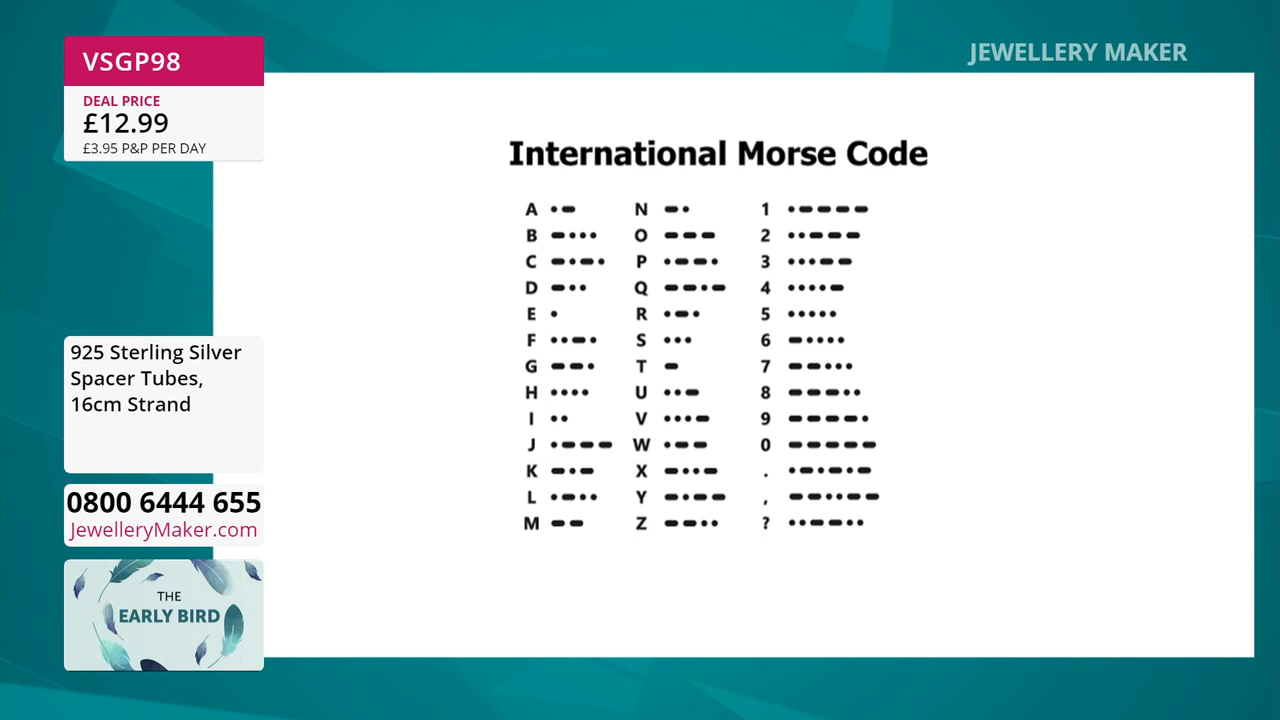 VSGP98
DEAL PRICE
£12.99
£3.95 P&P PER DAY
925 Sterling Silver
Spacer Tubes,
16cm Strand
0800 6444 655
JewelleryMaker.com
THE
EARLY BIRD
JEWELLERY MAKER
International Morse Code
A •– N –• 1 •––––
B –••• O ––– 2 ••–––
C –•–• P •––• 3 •••––
D –•• Q ––•– 4 ••••–
E • R •–• 5 •••••
F ••–• S ••• 6 –••••
G ––• T – 7 ––•••
H •••• U ••– 8 –––••
I •• V •••– 9 ––––•
J •––– W •–– 0 –––––
K –•– X –••– . •–•–•–
L •–•• Y –•–– , ––••––
M –– Z ––•• ? ••––••